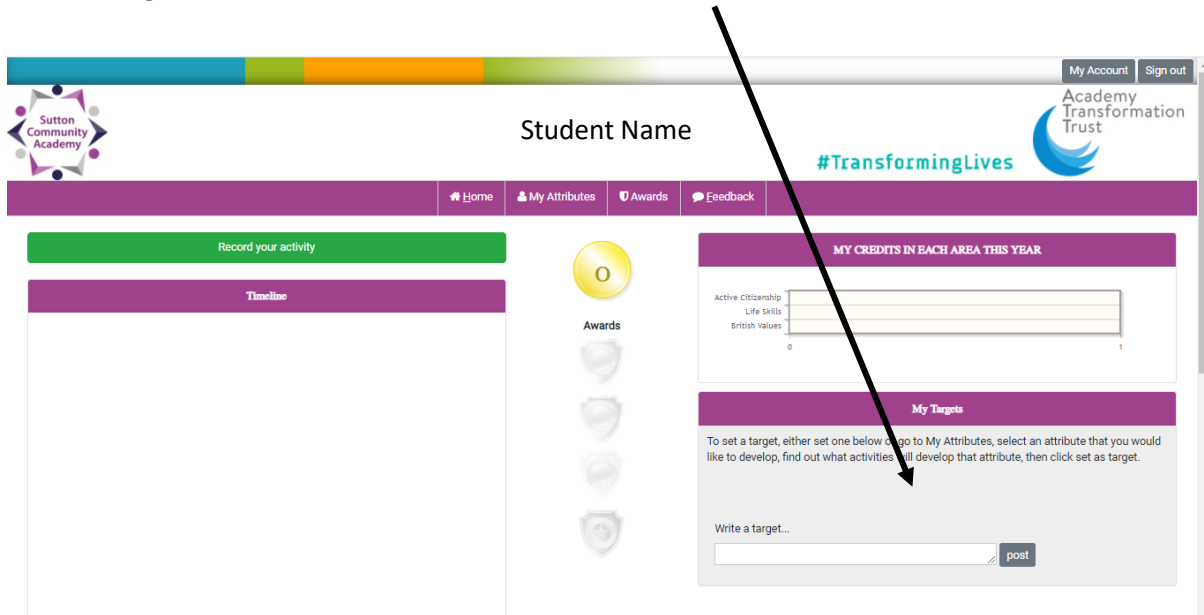 My Account
Sign out
Sutton
Community
Academy
Student Name
#TransformingLives
Academy
Transformation
Trust
Home
My Attributes
Awards
Feedback
Record your activity
Timeline
0
Awards
MY CREDITS IN EACH AREA THIS YEAR
Active Citizenship
Life Skills
British Values
0
1
My Targets
To set a target, either set one below or go to My Attributes, select an attribute that you would
like to develop, find out what activities will develop that attribute, then click set as target.
Write a target...
post